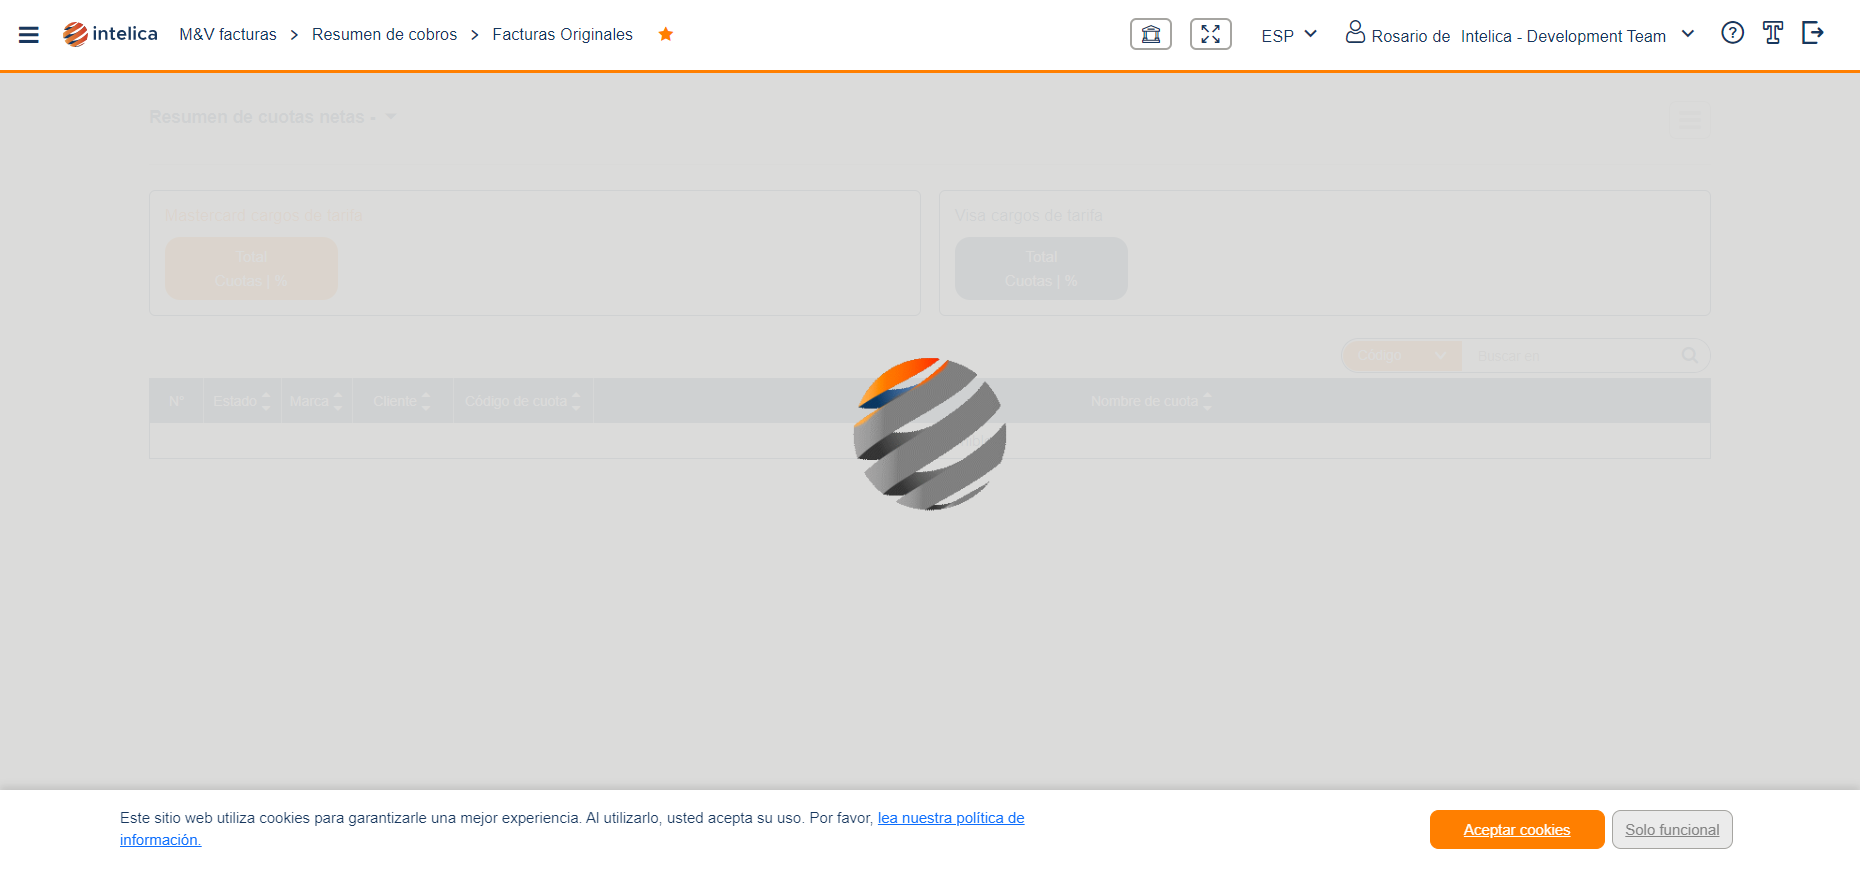 intelica M&V facturas > Resumen de cobros > Facturas Originales ESP Rosario de Intelica - Development Team
Resumen de cuotas netas -
Mastercard cargos de tarifa
Total
Cuotas | %
Visa cargos de tarifa
Total
Cuotas | %
Código Buscar en
N° Estado Marca Cliente Código de cuota Nombre de cuota
Este sitio web utiliza cookies para garantizarle una mejor experiencia. Al utilizarlo, usted acepta su uso. Por favor, lea nuestra política de
información.
Aceptar cookies Solo funcional